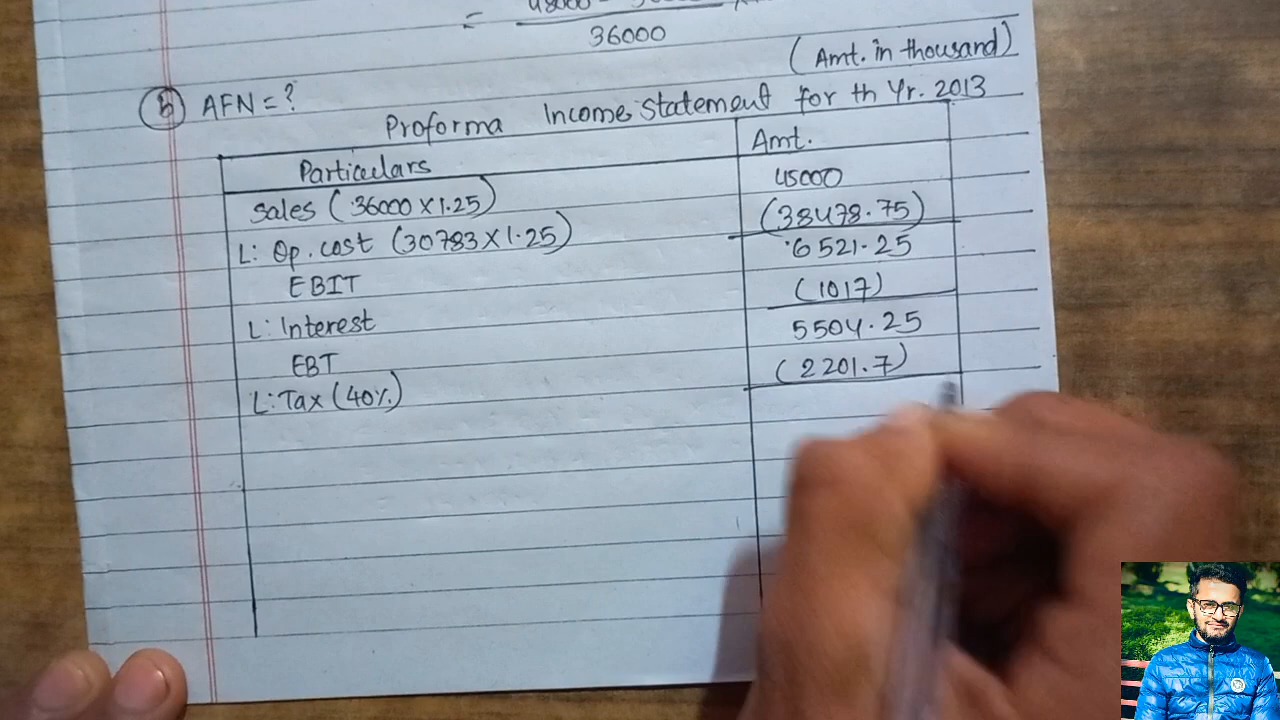 = 36000
(Amt. in thousand)
(b) AFN = ?
Proforma Income statement for th Yr. 2013
Particulars Amt.
Sales (36000 × 1.25) 45000
L: Op. cost (30783 × 1.25) (38478.75)
EBIT 6521.25
L: Interest (1017)
EBT 5504.25
L: Tax (40%) (2201.7)